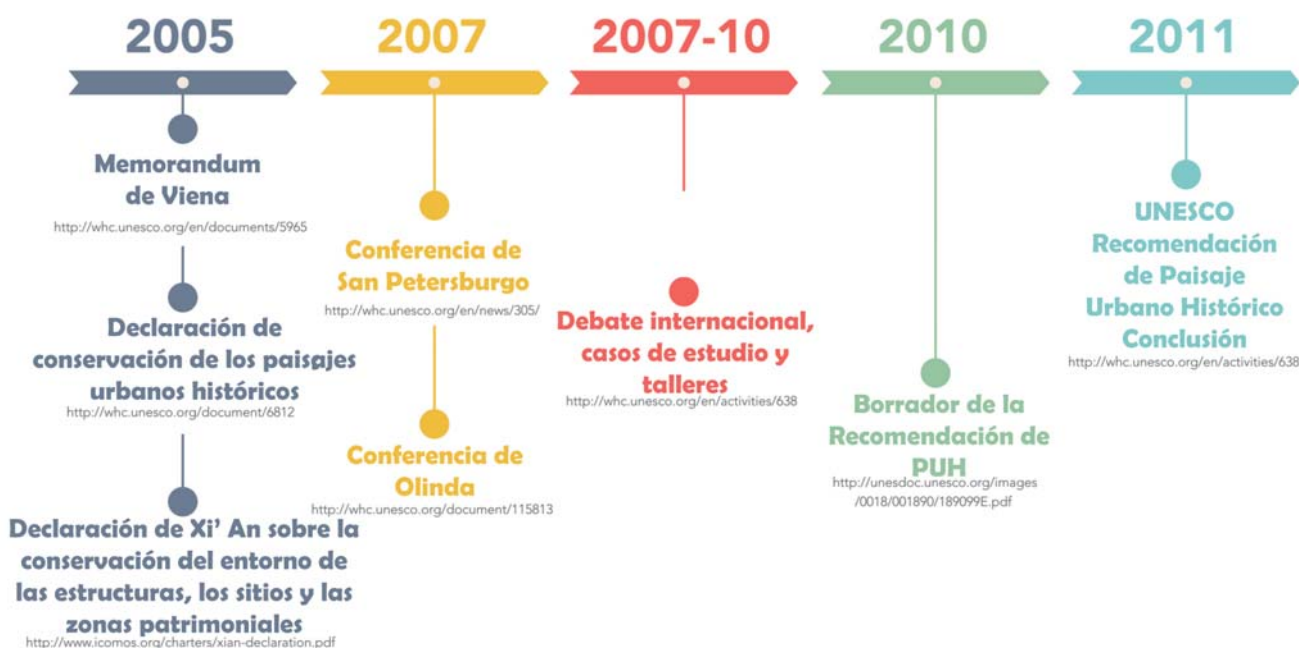 2005
Memorandum
de Viena
http://whc.unesco.org/en/documents/5965
Declaración de
conservación de los paisajes
urbanos históricos
http://whc.unesco.org/document/6812
Declaración de Xi’ An sobre la
conservación del entorno de
las estructuras, los sitios y las
zonas patrimoniales
http://www.icomos.org/charters/xian-declaration.pdf
2007
Conferencia de
San Petersburgo
http://whc.unesco.org/en/news/305/
Conferencia de
Olinda
http://whc.unesco.org/document/115813
2007-10
Debate internacional,
casos de estudio y
talleres
http://whc.unesco.org/en/activities/638
2010
Borrador de la
Recomendación de
PUH
http://unesdoc.unesco.org/images
/0018/001890/189099E.pdf
2011
UNESCO
Recomendación
de Paisaje
Urbano Histórico
Conclusión
http://whc.unesco.org/en/activities/638